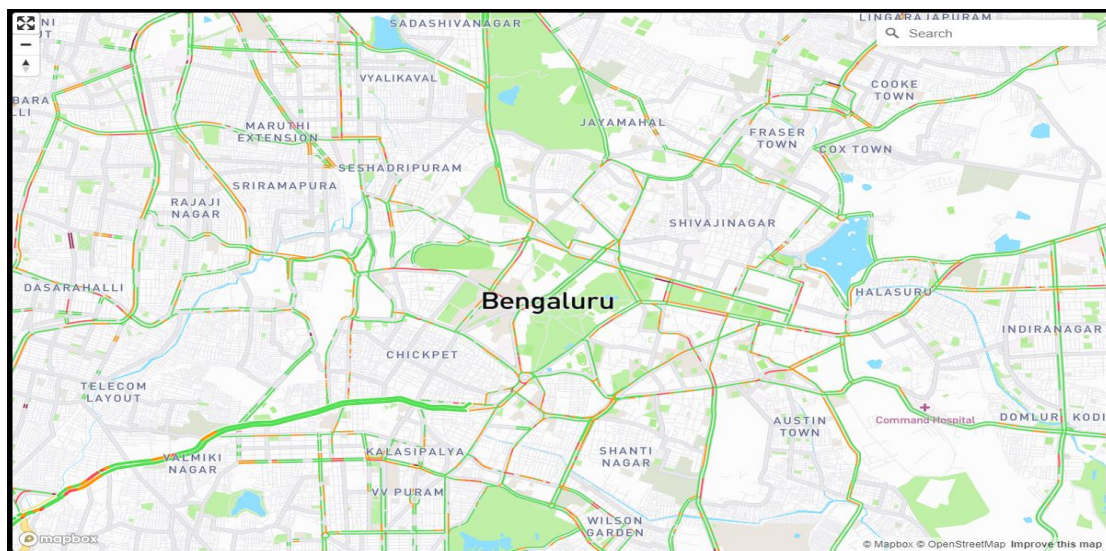 SADASHIVANAGAR
LINGARAJAPURAM
Search
VYALIKAVAL
COOKE
TOWN
MARUTHI
EXTENSION
JAYAMAHAL
FRASER
TOWN
COX TOWN
SESHADRIPURAM
SRIRAMAPURA
RAJAJI
NAGAR
SHIVAJINAGAR
DASARAHALLI
Bengaluru
HALASURU
INDIRANAGAR
CHICKPET
TELECOM
LAYOUT
AUSTIN
TOWN
Command Hospital
DOMLUR
KODI
VALMIKI
NAGAR
KALASIPALYA
SHANTI
NAGAR
VV PURAM
WILSON
GARDEN
mapbox
© Mapbox © OpenStreetMap Improve this map